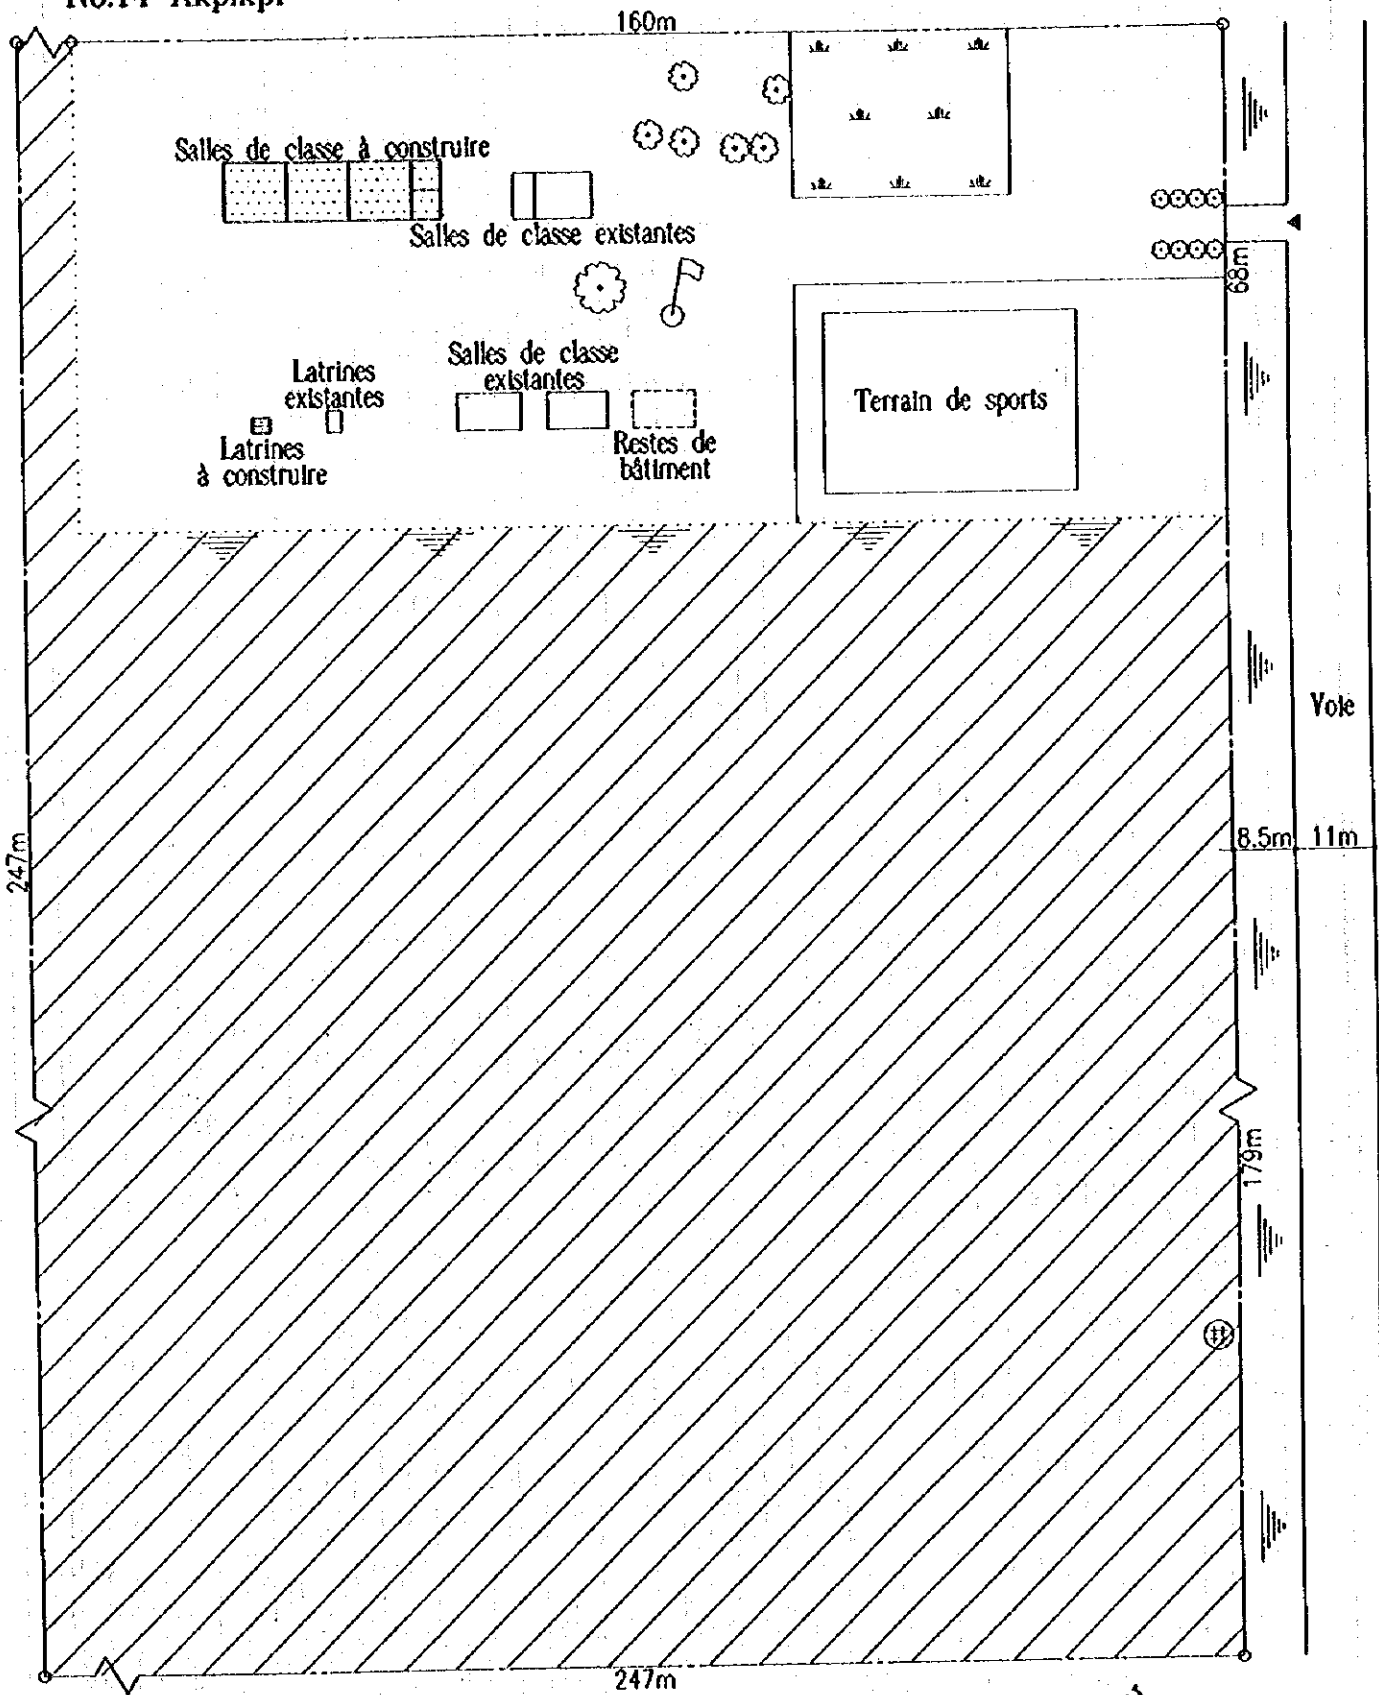 160m
Salles de classe à construire
Salles de classe existantes
68m
Salles de classe
existantes
Latrines
existantes
Terrain de sports
Latrines
à construire
Restes de
bâtiment
Voie
8.5m 11m
247m
179m
247m